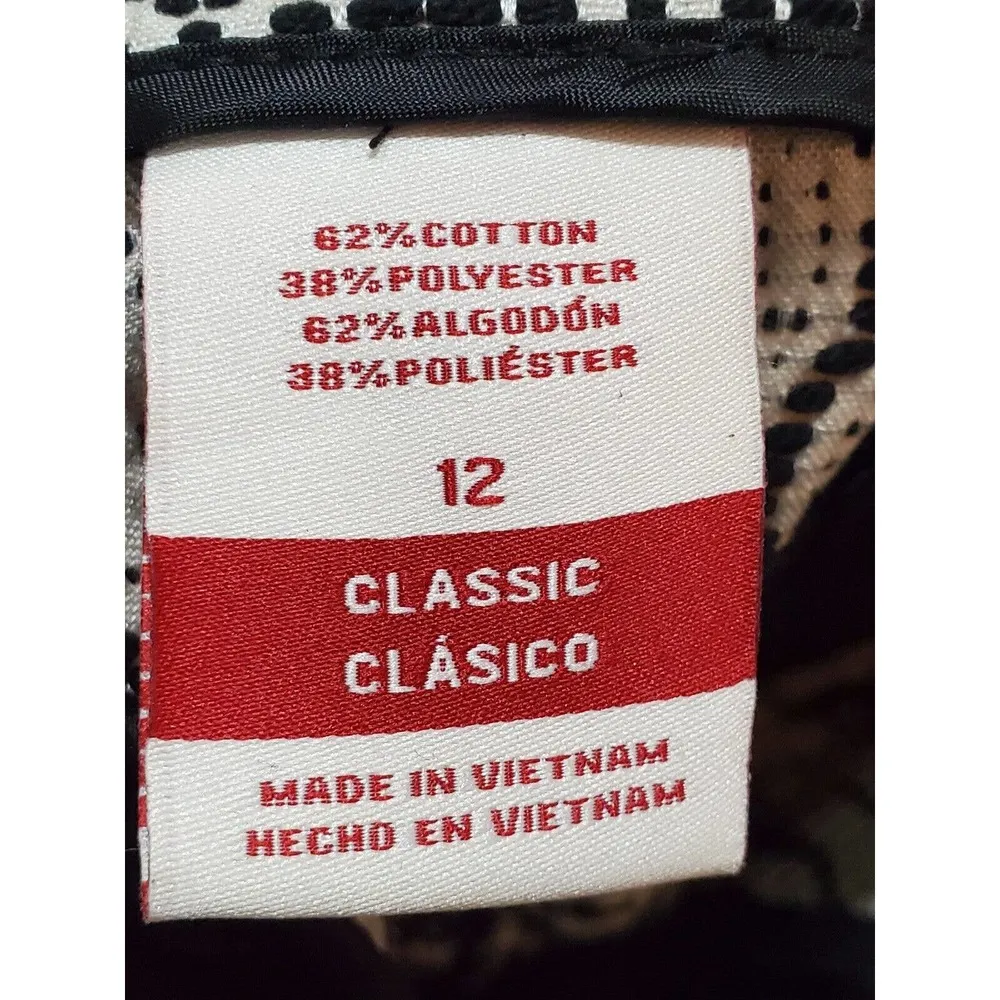 62%COTTON
38%POLYESTER
62%ALGODÓN
38%POLIÉSTER
12
CLASSIC
CLÁSICO
MADE IN VIETNAM
HECHO EN VIETNAM